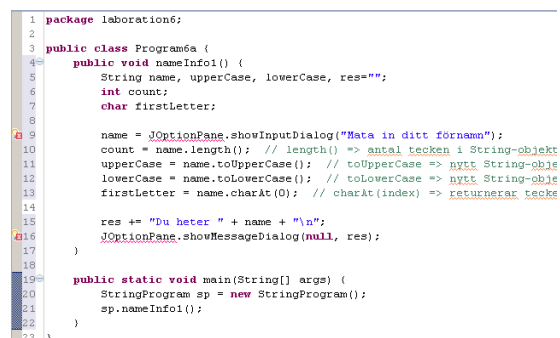 1 package laboration6;
2
3 public class Program6a {
4 public void nameInfo1() {
5 String name, upperCase, lowerCase, res="";
6 int count;
7 char firstLetter;
8
9 name = JOptionPane.showInputDialog("Mata in ditt förnamn");
10 count = name.length(); // length() => antal tecken i String-objekt
11 upperCase = name.toUpperCase(); // toUpperCase => nytt String-obje
12 lowerCase = name.toLowerCase(); // toLowerCase => nytt String-obje
13 firstLetter = name.charAt(0); // charAt(index) => returnerar tecke
14
15 res += "Du heter " + name + "\n";
16 JOptionPane.showMessageDialog(null, res);
17 }
18
19 public static void main(String[] args) {
20 StringProgram sp = new StringProgram();
21 sp.nameInfo1();
22 }
23 }